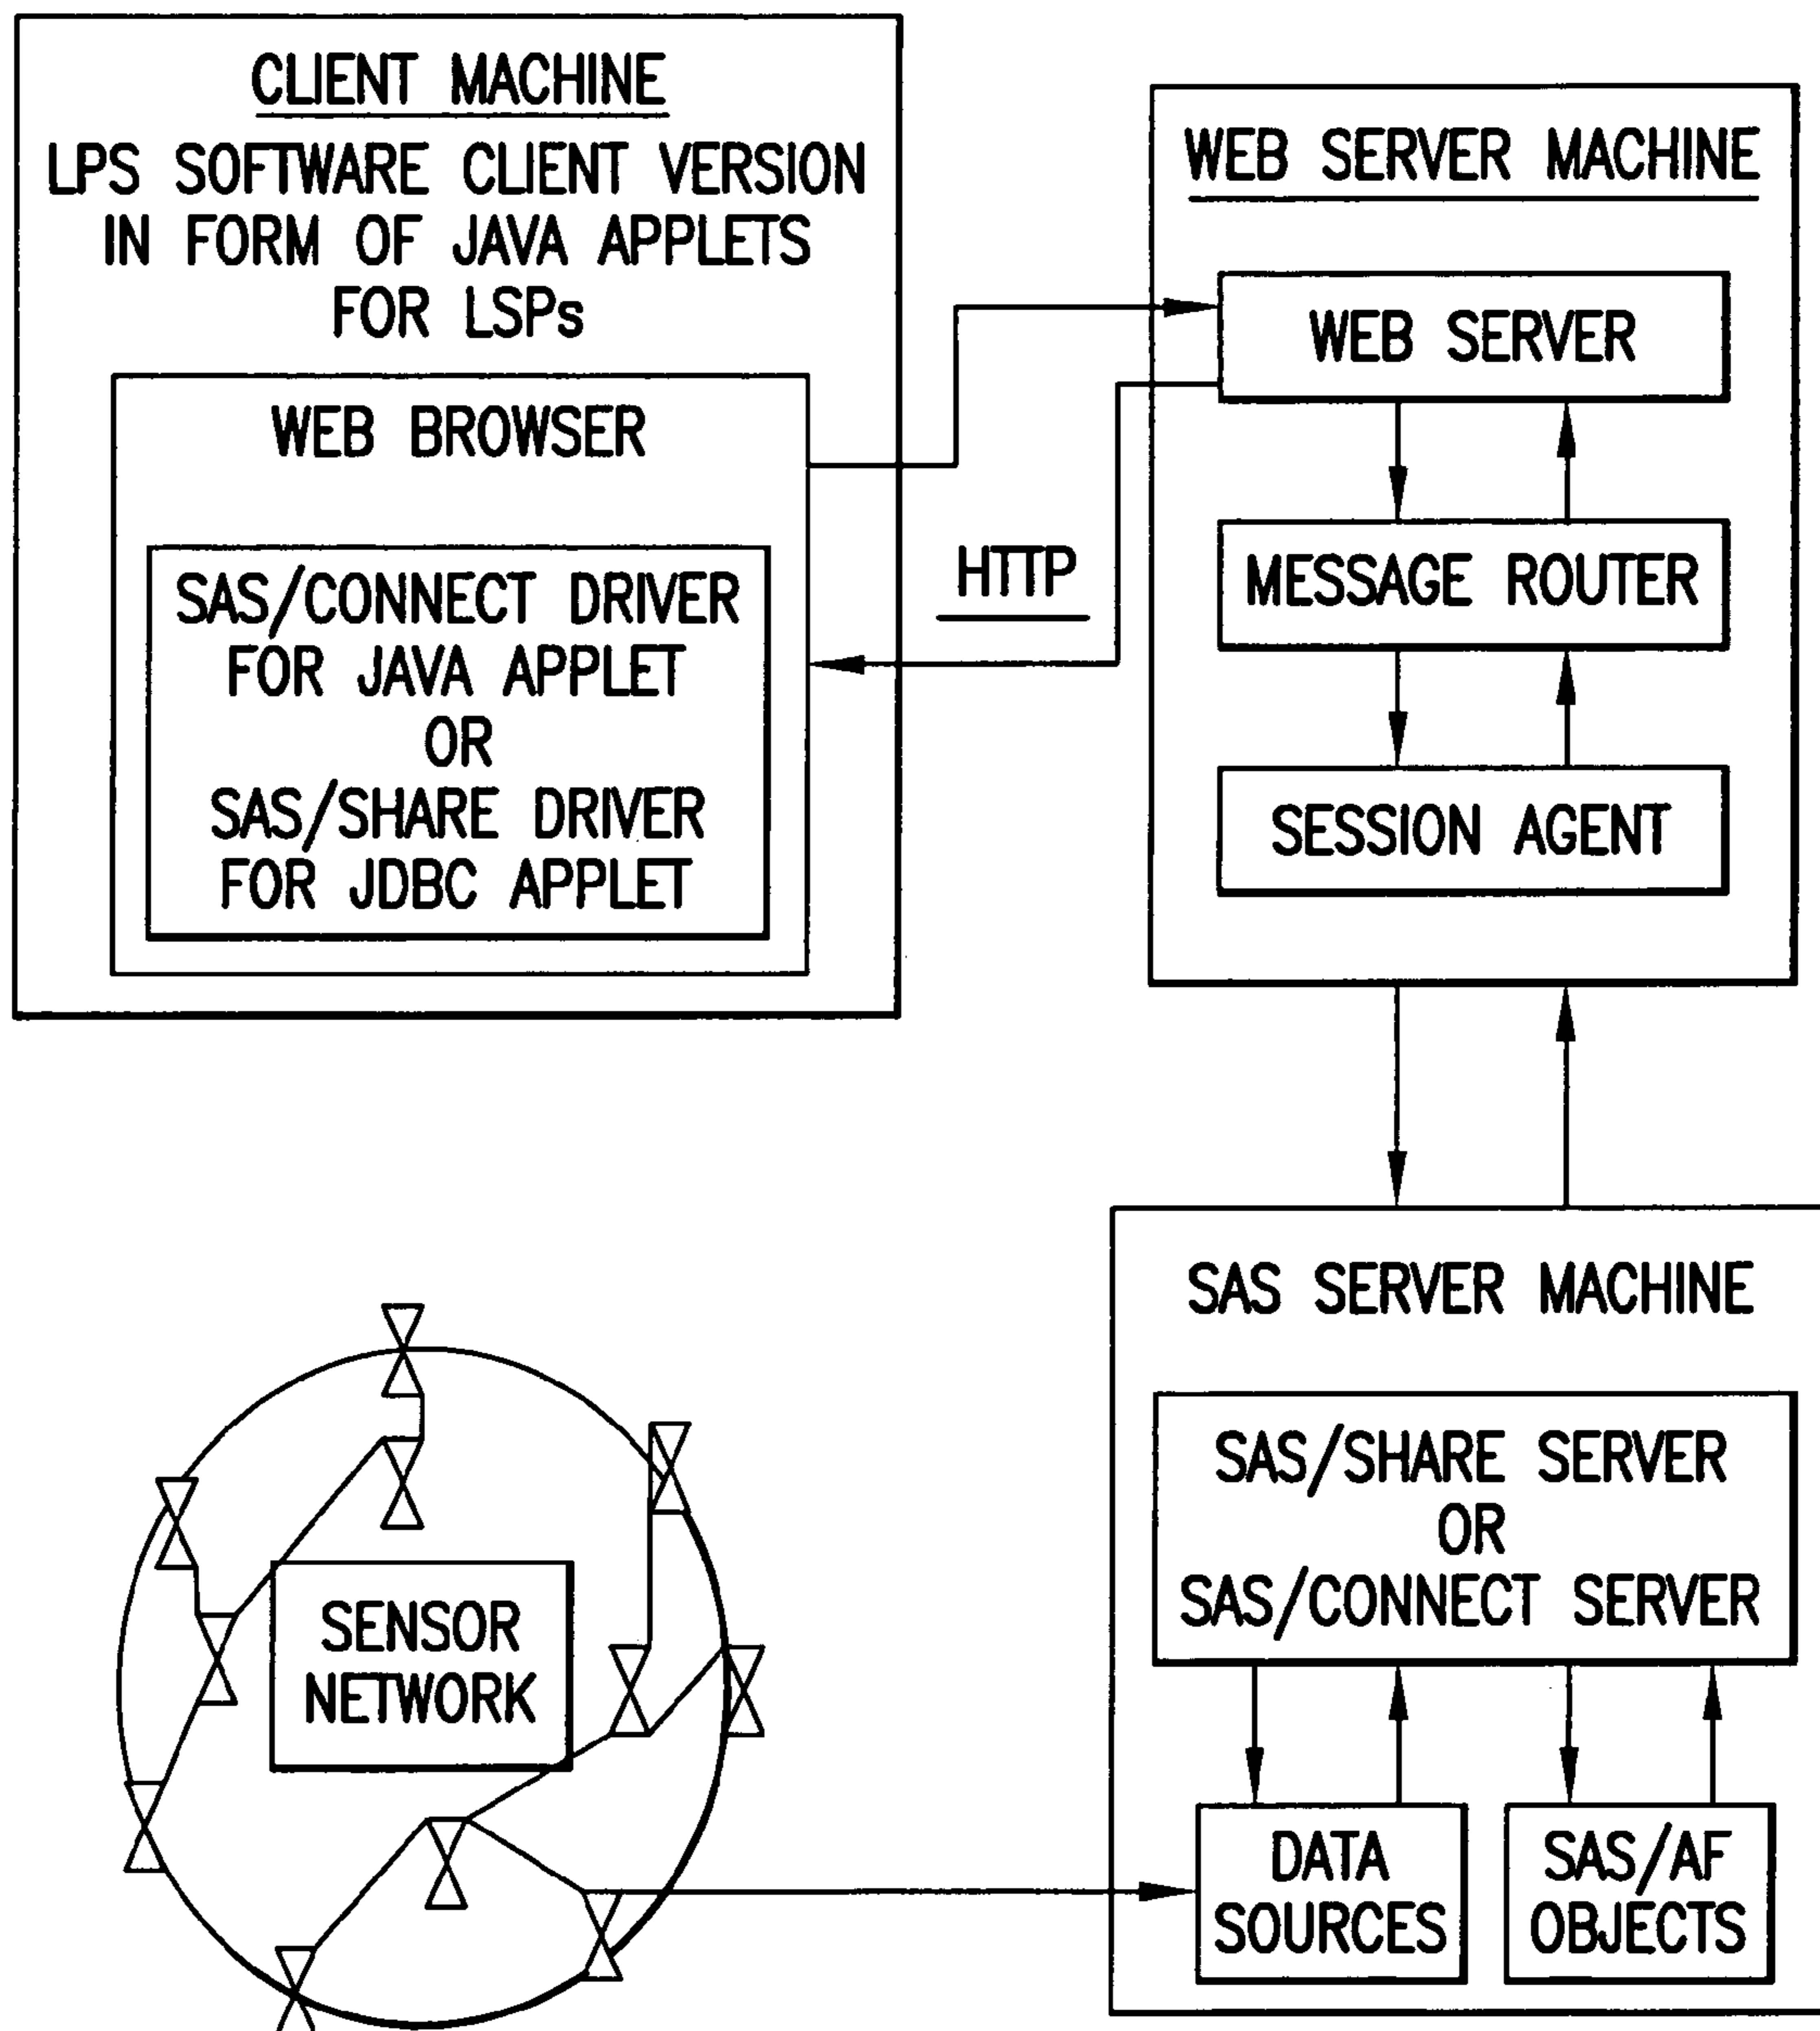 CLIENT MACHINE
LPS SOFTWARE CLIENT VERSION
IN FORM OF JAVA APPLETS
FOR LSPs
WEB BROWSER
SAS/CONNECT DRIVER
FOR JAVA APPLET
OR
SAS/SHARE DRIVER
FOR JDBC APPLET
HTTP
WEB SERVER MACHINE
WEB SERVER
MESSAGE ROUTER
SESSION AGENT
SAS SERVER MACHINE
SAS/SHARE SERVER
OR
SAS/CONNECT SERVER
DATA
SOURCES
SAS/AF
OBJECTS
SENSOR
NETWORK